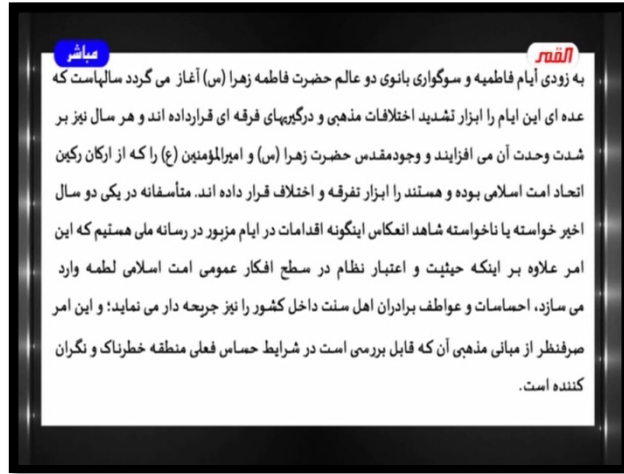 القمر
مباشر
به زودی أیام فاطمیه و سوگواری بانوی دو عالم حضرت فاطمه زهرا (س) آغاز می گردد سالهاست که
عده ای این ایام را ابزار تشدید اختلافات مذهبی و درگیریهای فرقه ای قرارداده اند و هر سال نیز بر
شدت وحدت آن می افزایند و وجودمقدس حضرت زهرا (س) و امیرالمؤمنین (ع) را که از ارکان رکین
اتحاد امت اسلامی بوده و هستند را ابزار تفرقه و اختلاف قرار داده اند. متأسفانه در یکی دو سال
اخیر خواسته یا ناخواسته شاهد انعکاس اینگونه اقدامات در ایام مزبور در رسانه ملی هستیم که این
امر علاوه بر اینکه حیثیت و اعتبار نظام در سطح افکار عمومی امت اسلامی لطمه وارد
می سازد، احساسات و عواطف برادران اهل سنت داخل کشور را نیز جریحه دار می نماید؛ و این امر
صرفنظر از مبانی مذهبی آن که قابل بررسی است در شرایط حساس فعلی منطقه خطرناک و نگران
کننده است.